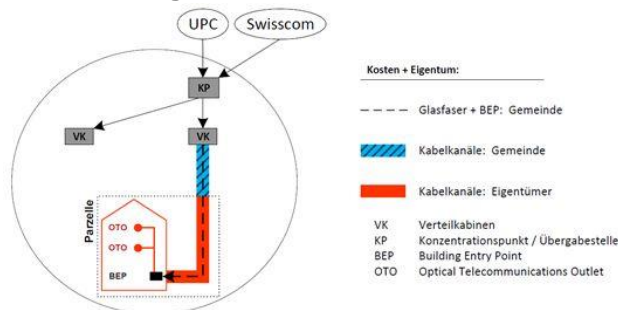 UPC
Swisscom
KP
VK
VK
Parzelle
OTO
OTO
BEP
Kosten + Eigentum:
Glasfaser + BEP: Gemeinde
Kabelkanäle: Gemeinde
Kabelkanäle: Eigentümer
VK Verteilkabinen
KP Konzentrationspunkt / Übergabestelle
BEP Building Entry Point
OTO Optical Telecommunications Outlet